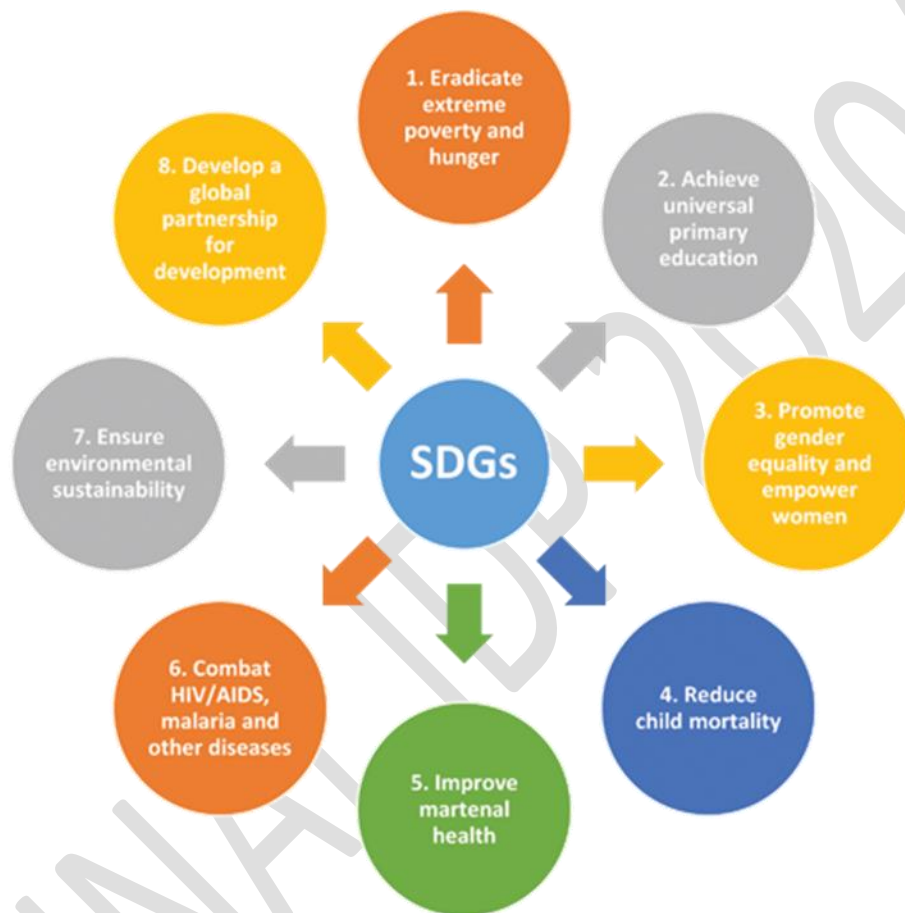 1. Eradicate
extreme
poverty and
hunger
2. Achieve
universal
primary
education
3. Promote
gender
equality and
empower
women
4. Reduce
child mortality
5. Improve
martenal
health
6. Combat
HIV/AIDS,
malaria and
other diseases
7. Ensure
environmental
sustainability
8. Develop a
global
partnership
for
development
SDGs